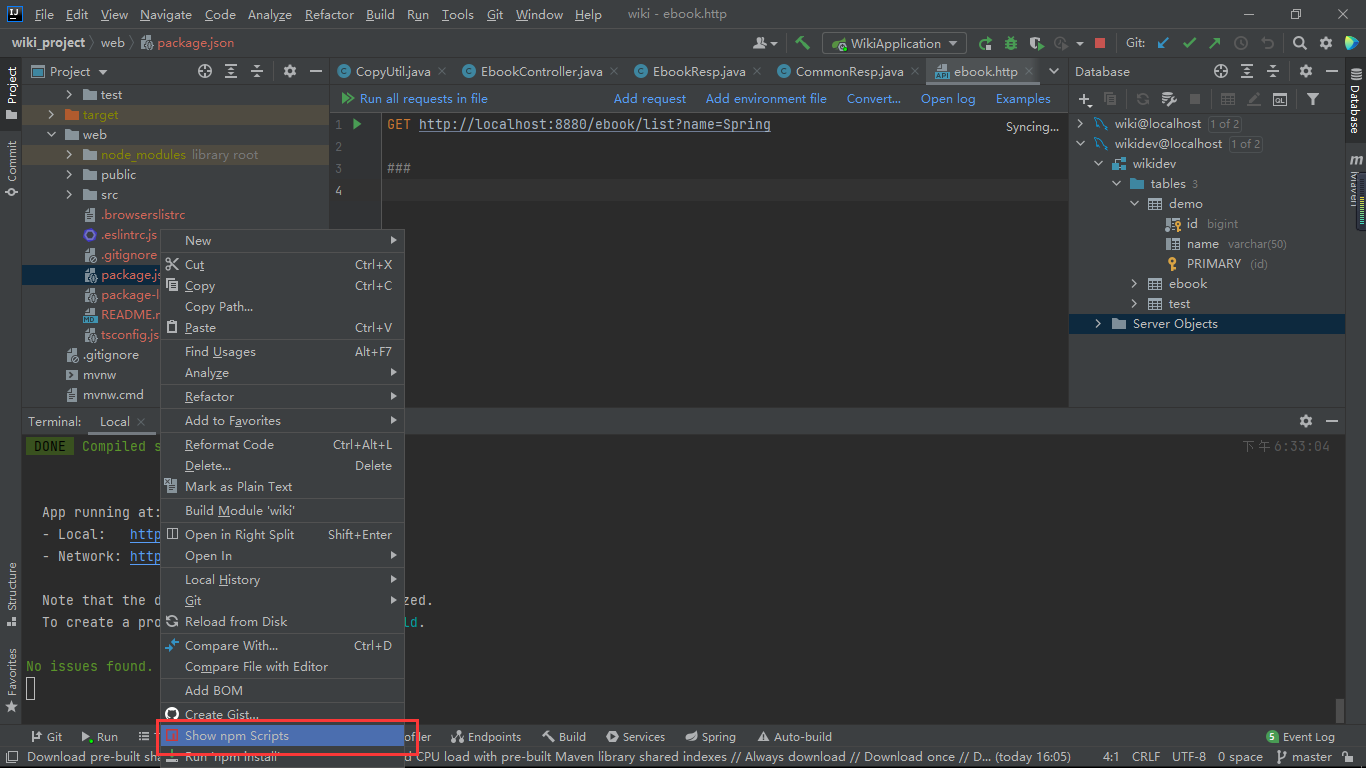 File Edit View Navigate Code Analyze Refactor Build Run Tools Git Window Help wiki - ebook.http
wiki_project web package.json WikiApplication Git:
Project CopyUtil.java EbookController.java EbookResp.java CommonResp.java ebook.http Database
Project
Commit
Structure
Favorites
test
target
web
node_modules library root
public
src
.browserslistrc
.eslintrc.js
.gitignore
package.js
package-l
README.
tsconfig.js
.gitignore
mvnw
mvnw.cmd
Run all requests in file Add request Add environment file Convert... Open log Examples
1 GET http://localhost:8880/ebook/list?name=Spring
Syncing...
2
3 ###
4
wiki@localhost 1 of 2
wikidev@localhost 1 of 2
wikidev
tables 3
demo
id bigint
name varchar(50)
PRIMARY (id)
ebook
test
Server Objects
Database
Maven
New
Cut Ctrl+X
Copy Ctrl+C
Copy Path...
Paste Ctrl+V
Find Usages Alt+F7
Analyze
Refactor
Add to Favorites
Reformat Code Ctrl+Alt+L
Delete... Delete
Mark as Plain Text
Build Module 'wiki'
Open in Right Split Shift+Enter
Open In
Local History
Git
Reload from Disk
Compare With... Ctrl+D
Compare File with Editor
Add BOM
Create Gist...
Show npm Scripts
Run 'npm install'
Terminal: Local
DONE Compiled s
下午6:33:04
App running at:
- Local: http
- Network: http
Note that the d zed.
To create a pro ld.
No issues found.
Git Run filer Endpoints Build Services Spring Auto-build 5 Event Log
Download pre-built sha d CPU load with pre-built Maven library shared indexes // Always download // Download once // D... (today 16:05) 4:1 CRLF UTF-8 0 space master